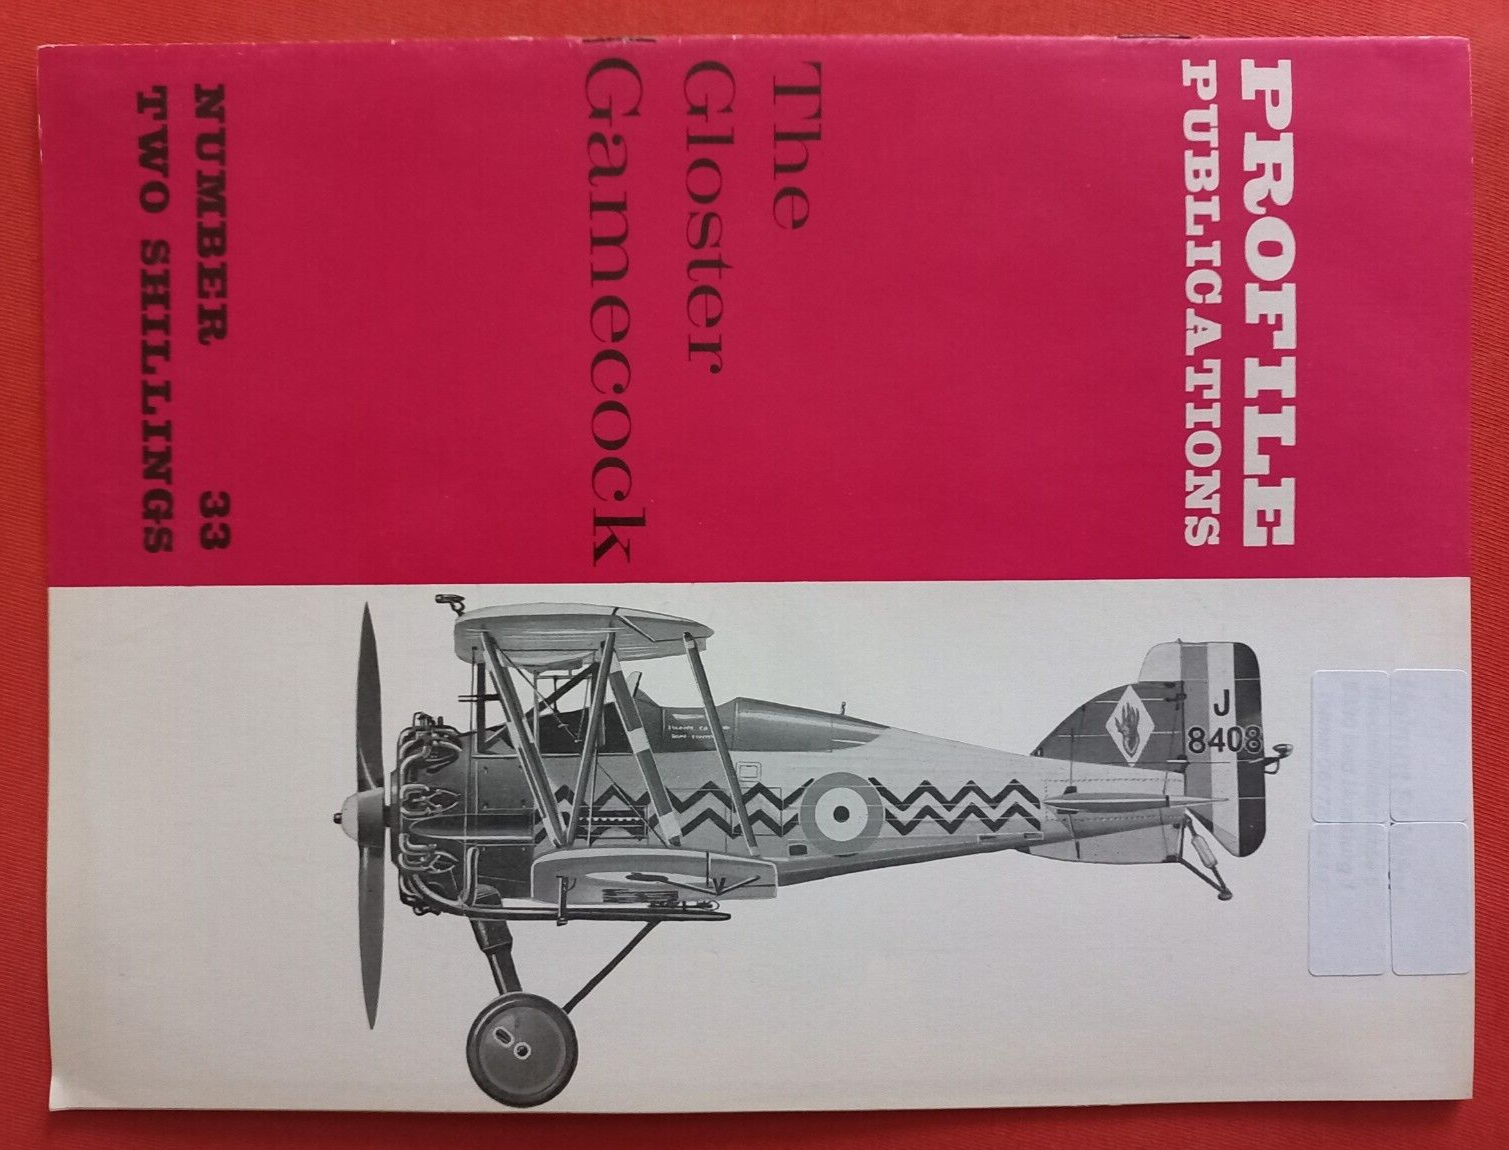 PROFILE
PUBLICATIONS
The
Gloster
Gamecock
NUMBER 33
TWO SHILLINGS
J
8408
V